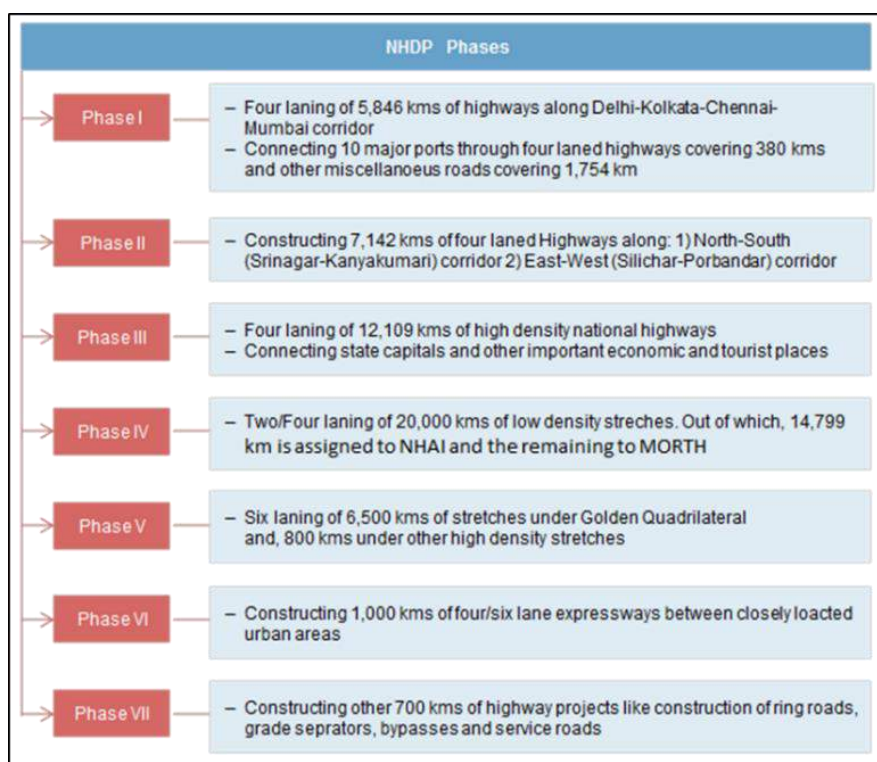 NHDP Phases
Phase I
– Four laning of 5,846 kms of highways along Delhi-Kolkata-Chennai-
Mumbai corridor
– Connecting 10 major ports through four laned highways covering 380 kms
and other miscellanoeus roads covering 1,754 km
Phase II
– Constructing 7,142 kms of four laned Highways along: 1) North-South
(Srinagar-Kanyakumari) corridor 2) East-West (Silichar-Porbandar) corridor
Phase III
– Four laning of 12,109 kms of high density national highways
– Connecting state capitals and other important economic and tourist places
Phase IV
– Two/Four laning of 20,000 kms of low density streches. Out of which, 14,799
km is assigned to NHAI and the remaining to MORTH
Phase V
– Six laning of 6,500 kms of stretches under Golden Quadrilateral
and, 800 kms under other high density stretches
Phase VI
– Constructing 1,000 kms of four/six lane expressways between closely loacted
urban areas
Phase VII
– Constructing other 700 kms of highway projects like construction of ring roads,
grade seprators, bypasses and service roads